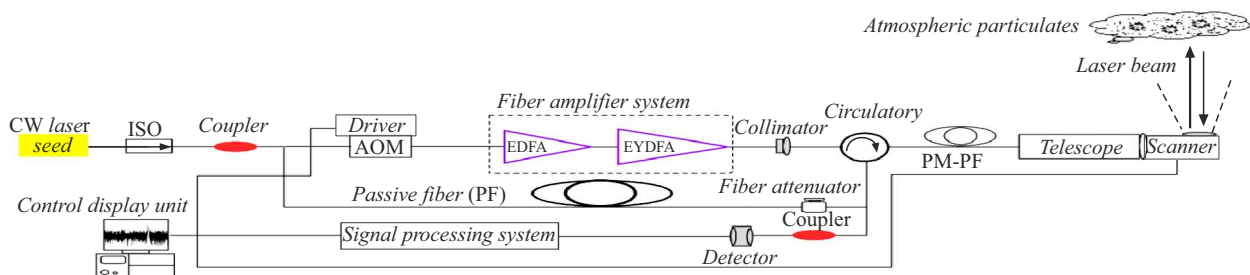 Atmospheric particulates
Laser beam
Fiber amplifier system
Circulatory
CW laser
seed
ISO
Coupler
Driver
AOM
EDFA
EYDFA
Collimator
PM-PF
Telescope
Scanner
Passive fiber (PF)
Fiber attenuator
Coupler
Control display unit
Signal processing system
Detector